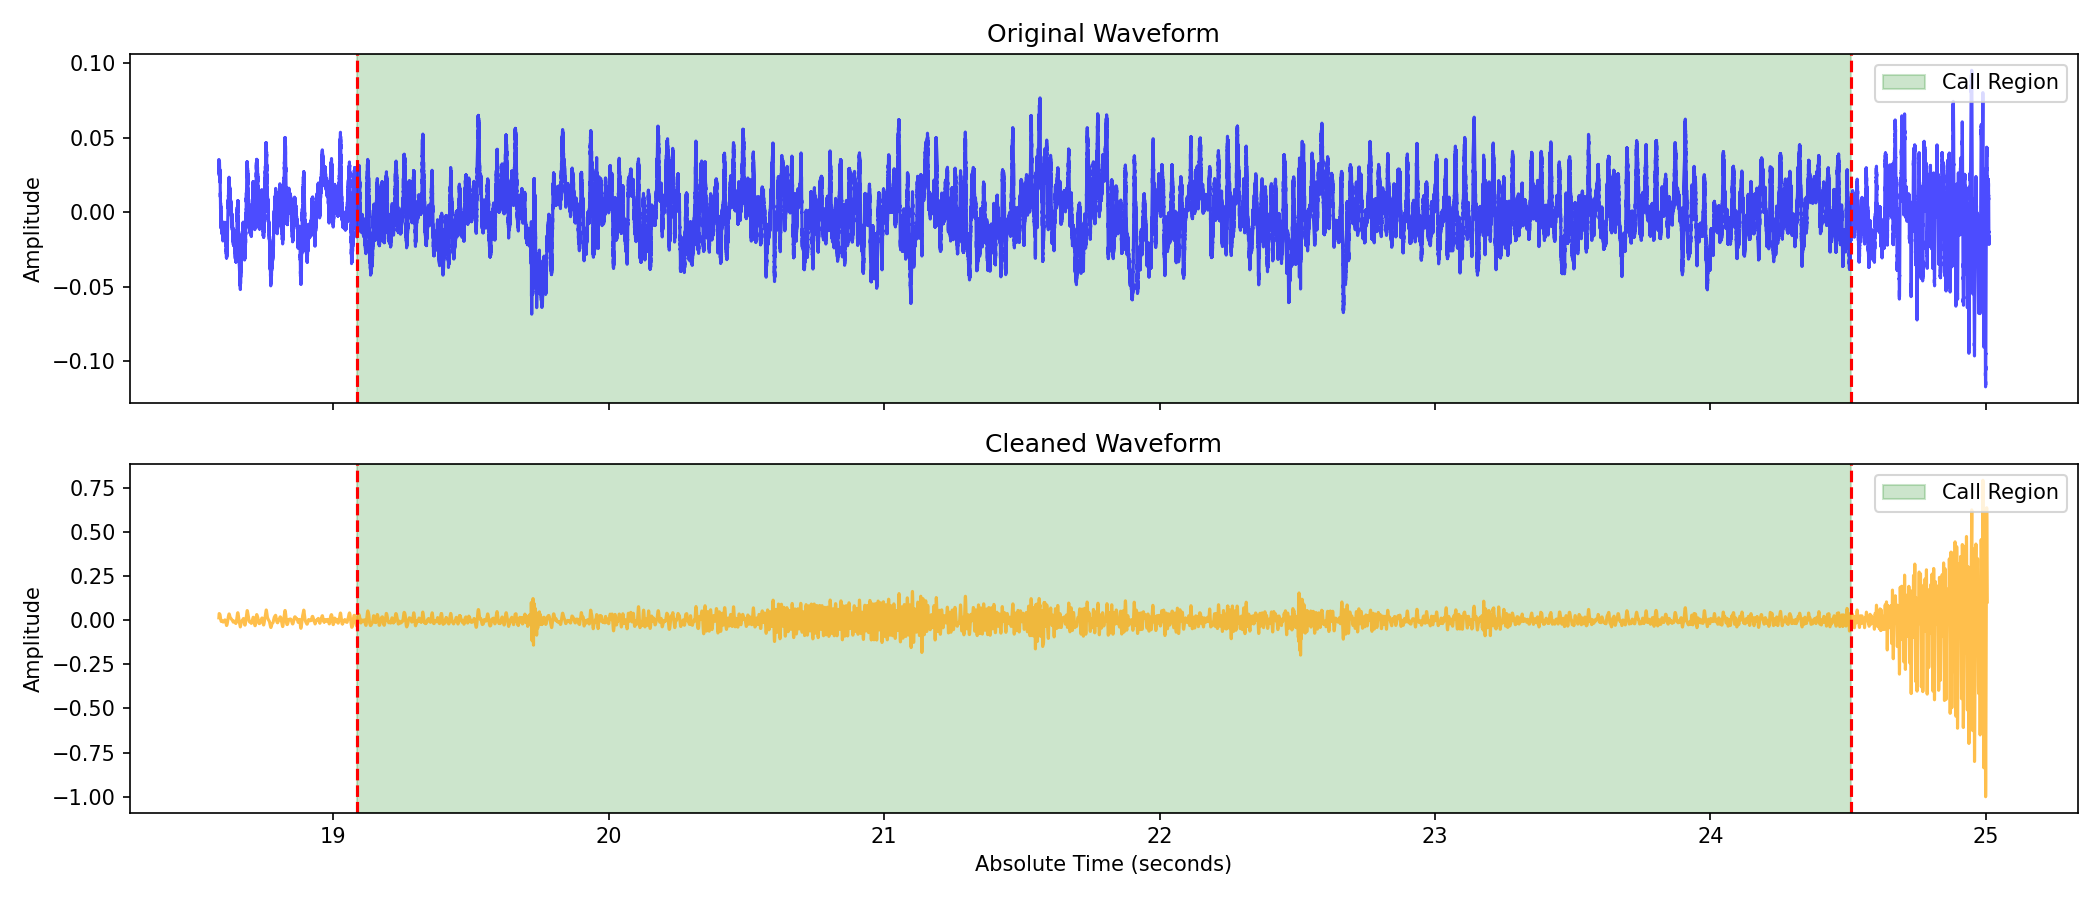 Original Waveform
Call Region
Amplitude
0.10
0.05
0.00
−0.05
−0.10
Cleaned Waveform
Call Region
Amplitude
0.75
0.50
0.25
0.00
−0.25
−0.50
−0.75
−1.00
19 20 21 22 23 24 25
Absolute Time (seconds)